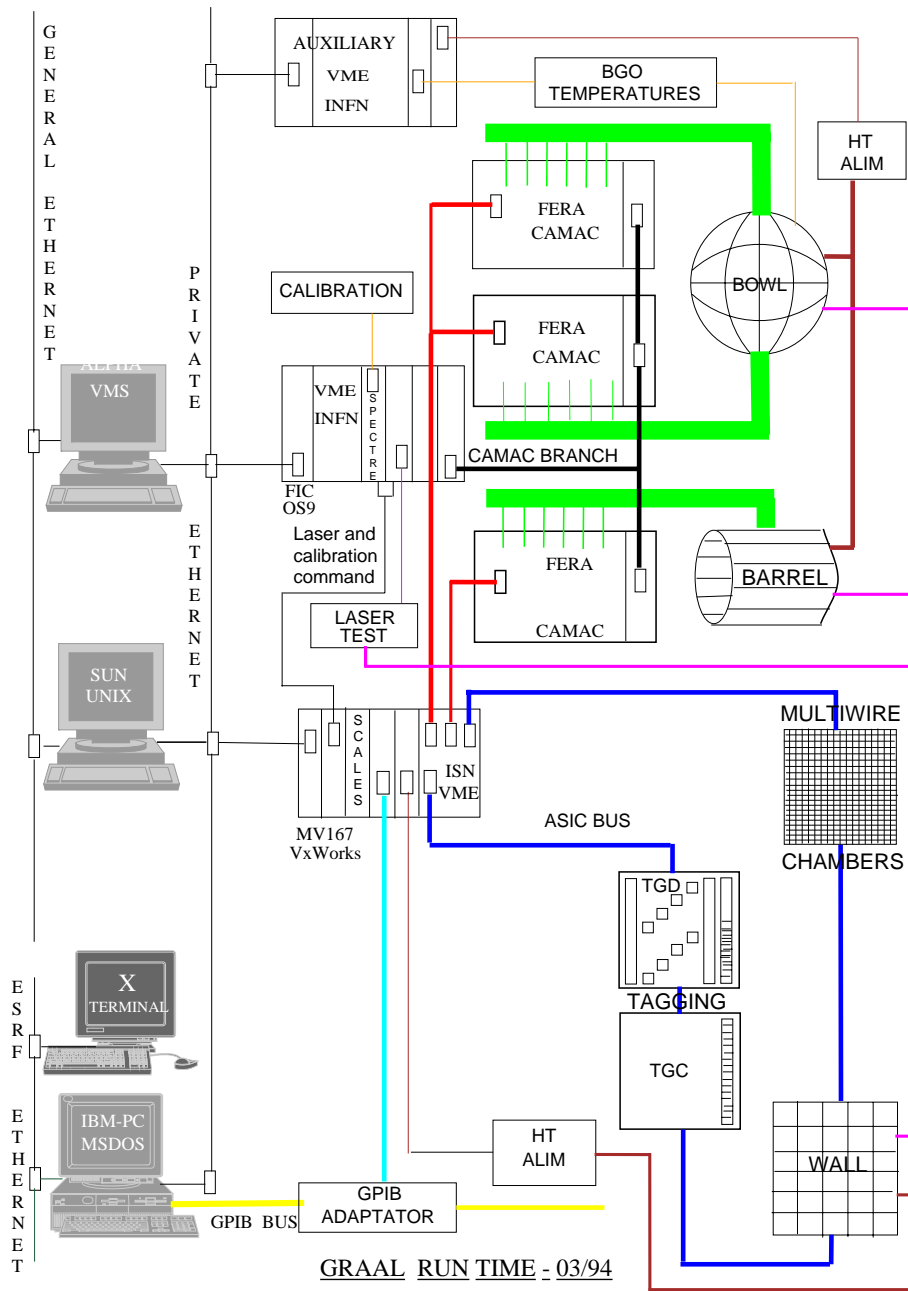 GENERAL ETHERNET
PRIVATE ETHERNET
AUXILIARY
VME
INFN
BGO
TEMPERATURES
HT
ALIM
FERA
CAMAC
BOWL
CALIBRATION
FERA
CAMAC
ALPHA
VMS
VME
INFN
SPECTRE
CAMAC BRANCH
FIC
OS9
Laser and
calibration
command
FERA
CAMAC
BARREL
LASER
TEST
SUN
UNIX
SCALES
ISN
VME
MULTIWIRE
CHAMBERS
MV167
VxWorks
ASIC BUS
TGD
TAGGING
TGC
X
TERMINAL
ESRF ETHERNET
IBM-PC
MSDOS
HT
ALIM
WALL
GPIB BUS
GPIB
ADAPTATOR
GRAAL RUN TIME - 03/94